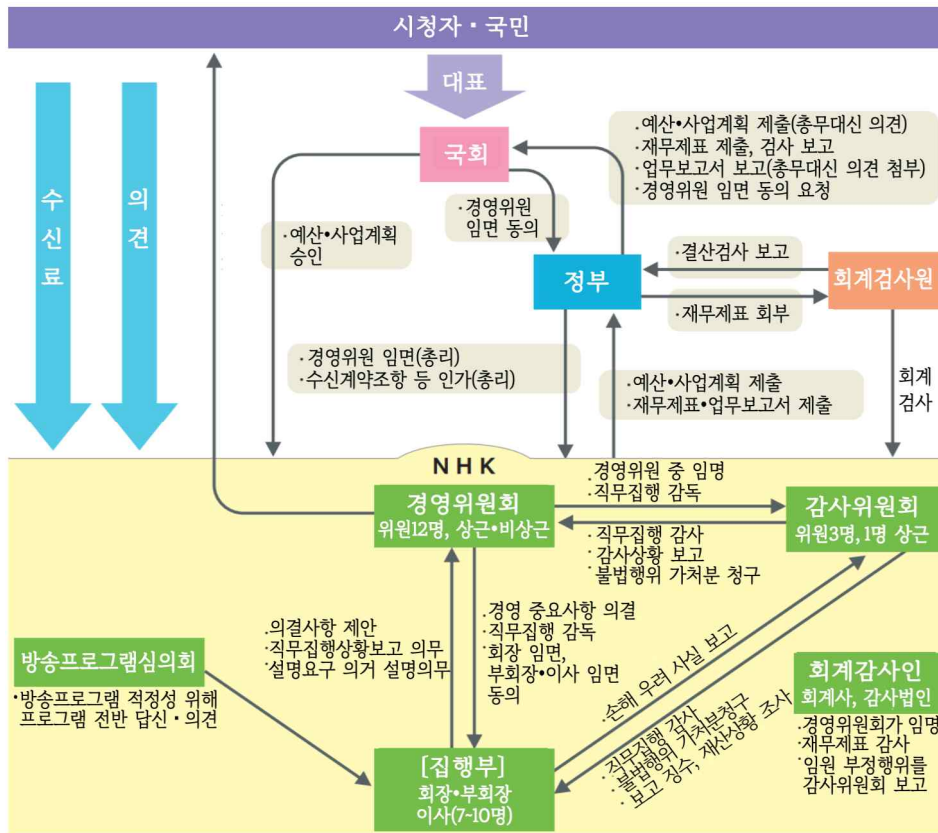 시청자・국민
대표
수신료
의견
국회
·예산•사업계획 제출(총무대신 의견)
·재무제표 제출, 검사 보고
·업무보고서 보고(총무대신 의견 첨부)
·경영위원 임면 동의 요청
·경영위원
임면 동의
·예산•사업계획
승인
정부
·결산검사 보고
회계검사원
·재무제표 회부
·경영위원 임면(총리)
·수신계약조항 등 인가(총리)
·예산•사업계획 제출
·재무제표•업무보고서 제출
회계
검사
NHK
경영위원회
위원12명, 상근•비상근
·경영위원 중 임명
·직무집행 감독
·직무집행 감사
·감사상황 보고
·불법행위 가처분 청구
감사위원회
위원3명, 1명 상근
·의결사항 제안
·직무집행상황보고 의무
·설명요구 의거 설명의무
·경영 중요사항 의결
·직무집행 감독
·회장 임면,
부회장•이사 임면
동의
방송프로그램심의회
·방송프로그램 적정성 위해
프로그램 전반 답신・의견
·손해 우려 사실 보고
·직무집행 감사
·불법행위 가처분청구
·보고 징수, 재산상황 조사
회계감사인
회계사, 감사법인
·경영위원회가 임명
·재무제표 감사
·임원 부정행위를
감사위원회 보고
[집행부]
회장•부회장
이사(7~10명)